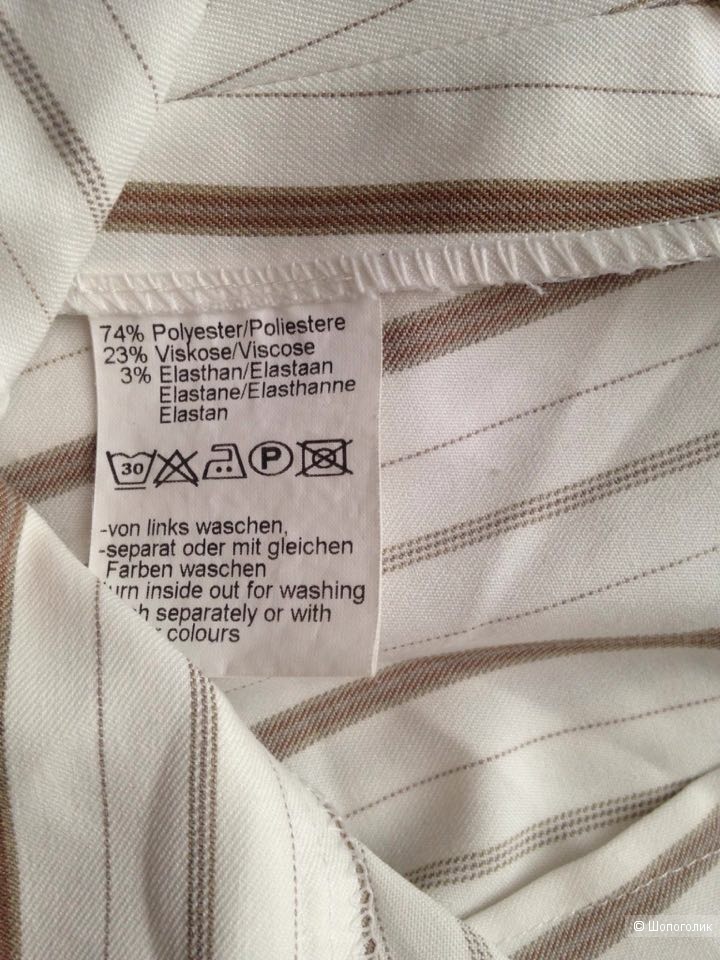 74% Polyester/Poliestere
23% Viskose/Viscose
3% Elasthan/Elastaan
Elastane/Elasthanne
Elastan
30 P
-von links waschen,
-separat oder mit gleichen
Farben waschen
inside out for washing
separately or with
colours
© Шопоголик